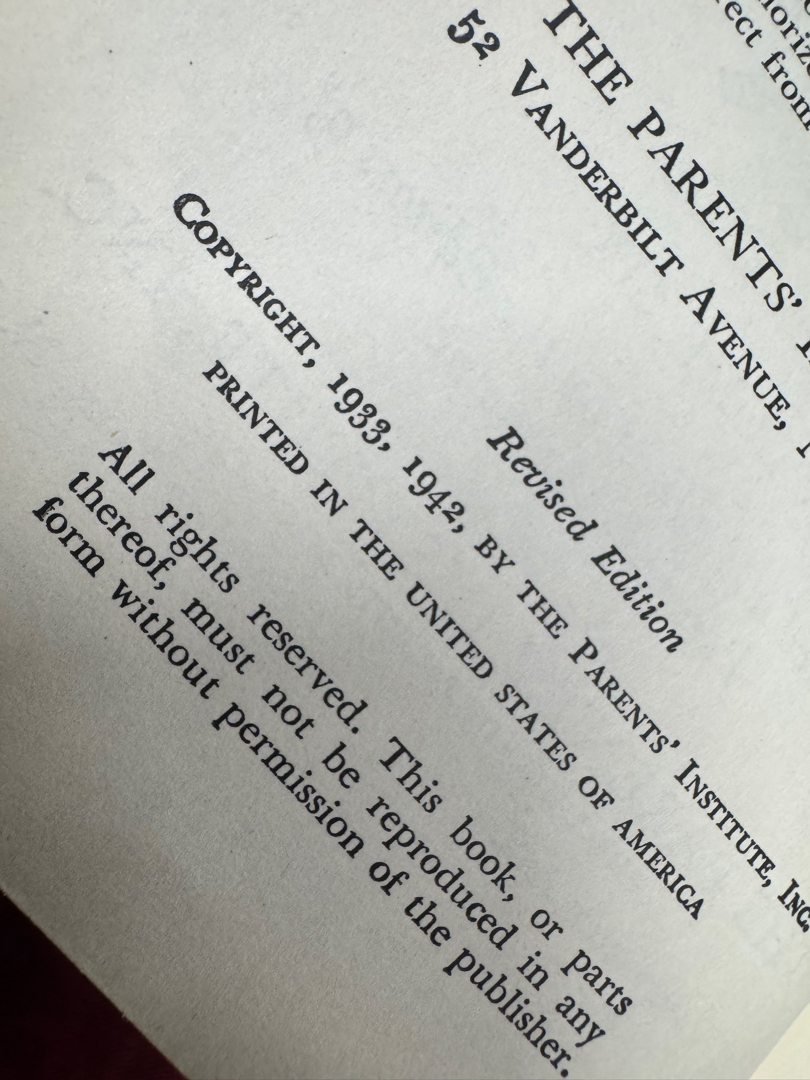 rect from
THE PARENTS'
52 VANDERBILT AVENUE,
Revised Edition
COPYRIGHT, 1933, 1942, BY THE PARENTS' INSTITUTE, INC.
PRINTED IN THE UNITED STATES OF AMERICA
All rights reserved. This book, or parts
thereof, must not be reproduced in any
form without permission of the publisher.